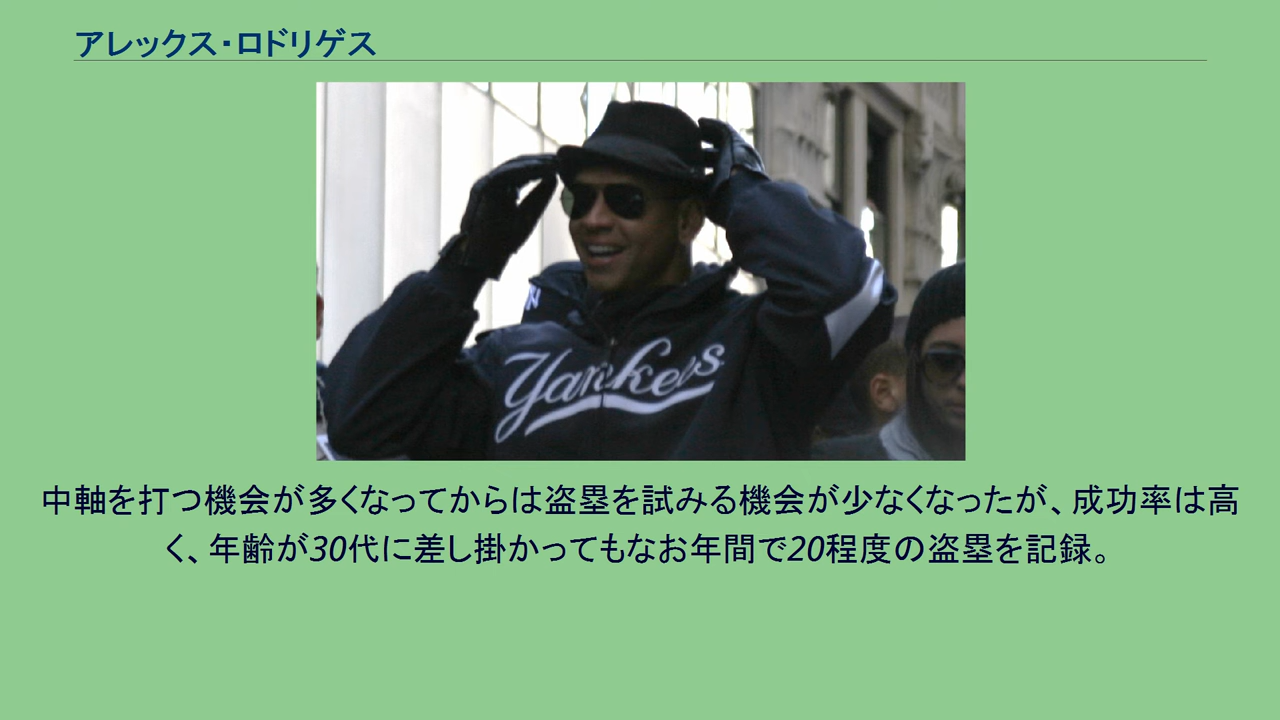 アレックス・ロドリゲス
Yankees
中軸を打つ機会が多くなってからは盗塁を試みる機会が少なくなったが、成功率は高
く、年齢が30代に差し掛かってもなお年間で20程度の盗塁を記録。